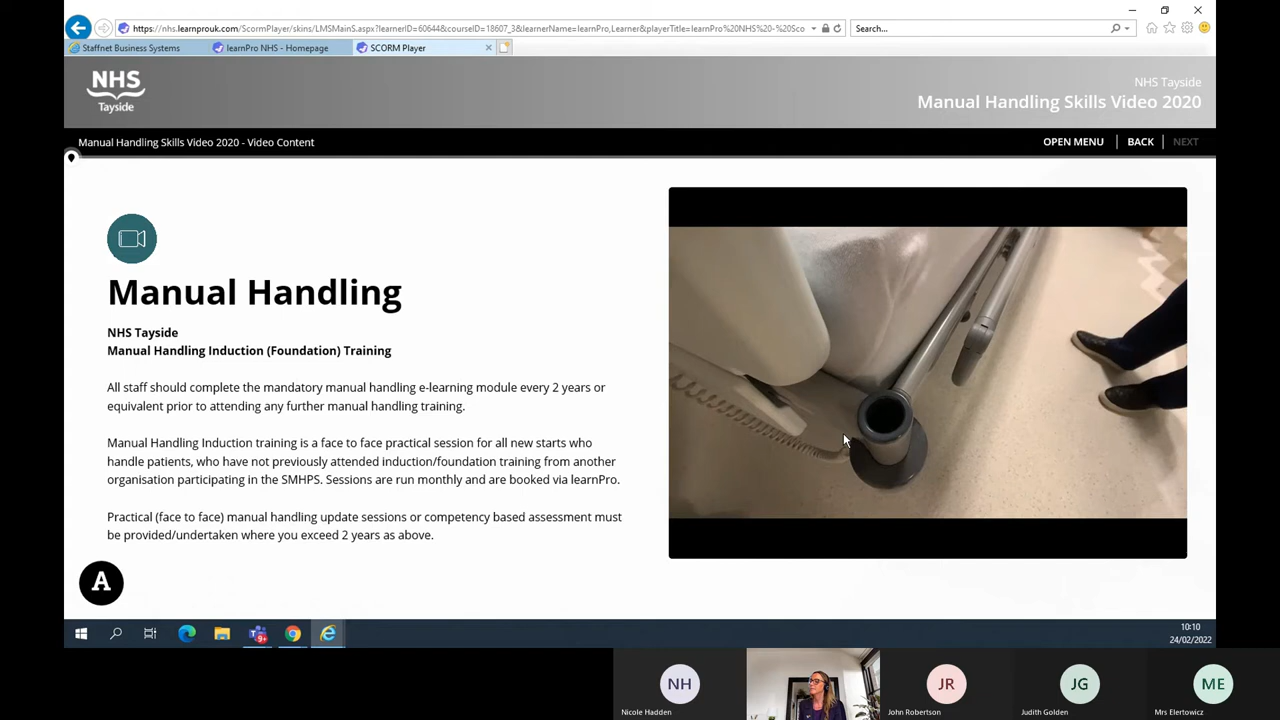 https://nhs.learnprouk.com/ScormPlayer/skins/LMSMainS.aspx?learnerID=60644&courseID=18607_3&learnerName=learnPro,Learner&playerTitle=learnPro%20NHS%20-%20Sco
Search...
Staffnet Business Systems
learnPro NHS - Homepage
SCORM Player
NHS
Tayside
NHS Tayside
Manual Handling Skills Video 2020
Manual Handling Skills Video 2020 - Video Content
OPEN MENU
BACK
NEXT
Manual Handling
NHS Tayside
Manual Handling Induction (Foundation) Training
All staff should complete the mandatory manual handling e-learning module every 2 years or
equivalent prior to attending any further manual handling training.
Manual Handling Induction training is a face to face practical session for all new starts who
handle patients, who have not previously attended induction/foundation training from another
organisation participating in the SMHPS. Sessions are run monthly and are booked via learnPro.
Practical (face to face) manual handling update sessions or competency based assessment must
be provided/undertaken where you exceed 2 years as above.
A
9+
10:10
24/02/2022
NH
JR
JG
ME
Nicole Hadden
John Robertson
Judith Golden
Mrs Elertowicz